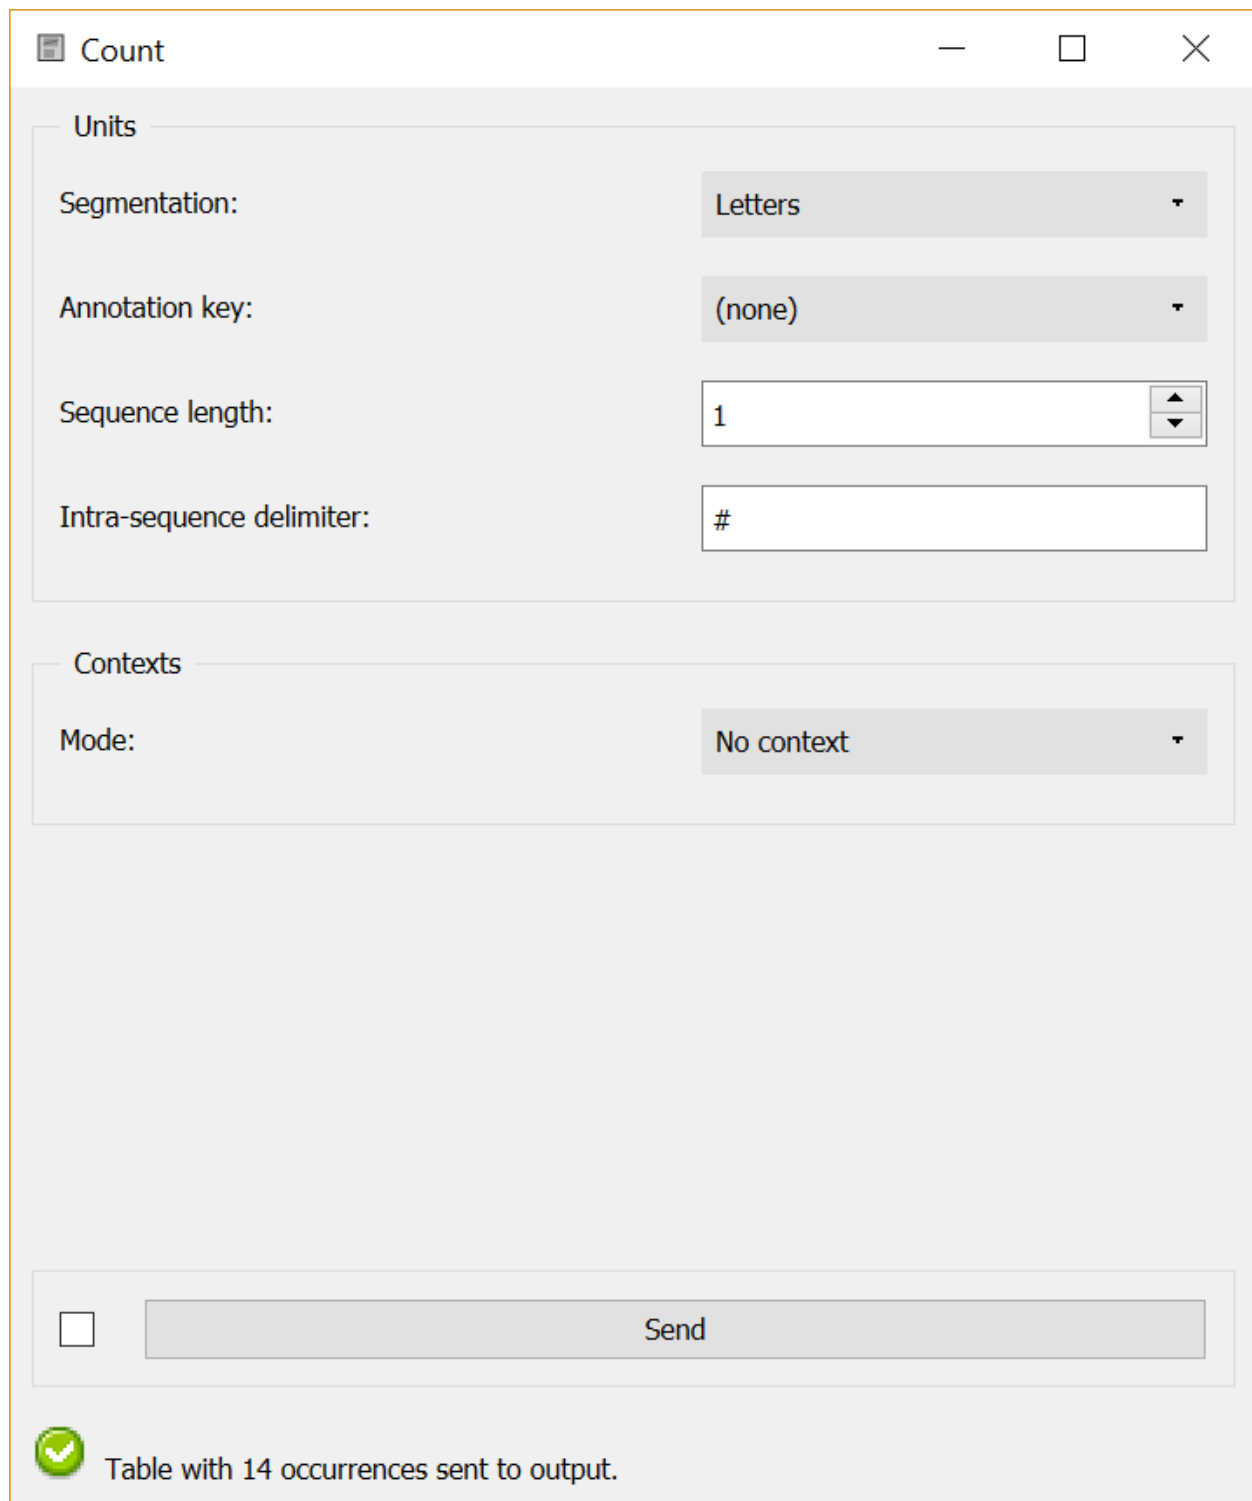 Count
Units
Segmentation: Letters
Annotation key: (none)
Sequence length: 1
Intra-sequence delimiter: #
Contexts
Mode: No context
Send
Table with 14 occurrences sent to output.